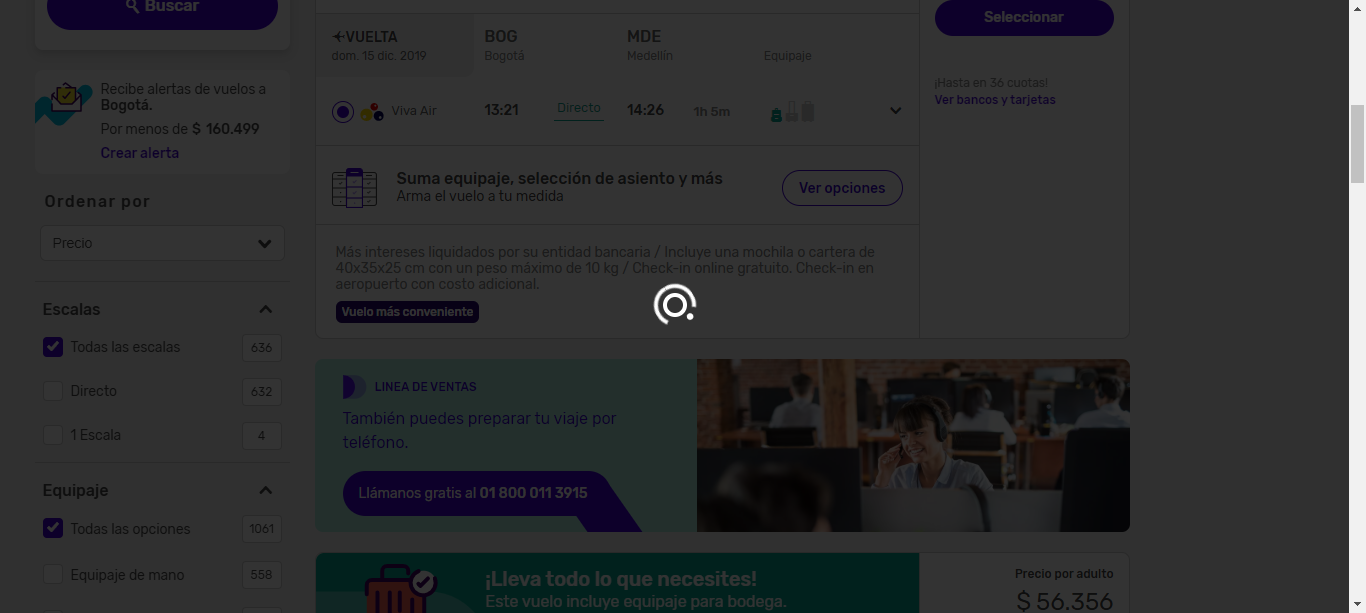 Buscar
Recibe alertas de vuelos a
Bogotá.
Por menos de $ 160.499
Crear alerta
Ordenar por
Precio
Escalas
Todas las escalas 636
Directo 632
1 Escala 4
Equipaje
Todas las opciones 1061
Equipaje de mano 558
VUELTA BOG MDE
dom. 15 dic. 2019 Bogotá Medellín Equipaje
Viva Air 13:21 Directo 14:26 1h 5m
Suma equipaje, selección de asiento y más
Arma el vuelo a tu medida
Ver opciones
Más intereses liquidados por su entidad bancaria / Incluye una mochila o cartera de
40x35x25 cm con un peso máximo de 10 kg / Check-in online gratuito. Check-in en
aeropuerto con costo adicional.
Vuelo más conveniente
Seleccionar
¡Hasta en 36 cuotas!
Ver bancos y tarjetas
LINEA DE VENTAS
También puedes preparar tu viaje por
teléfono.
Llámanos gratis al 01 800 011 3915
¡Lleva todo lo que necesites!
Este vuelo incluye equipaje para bodega.
Precio por adulto
$ 56.356